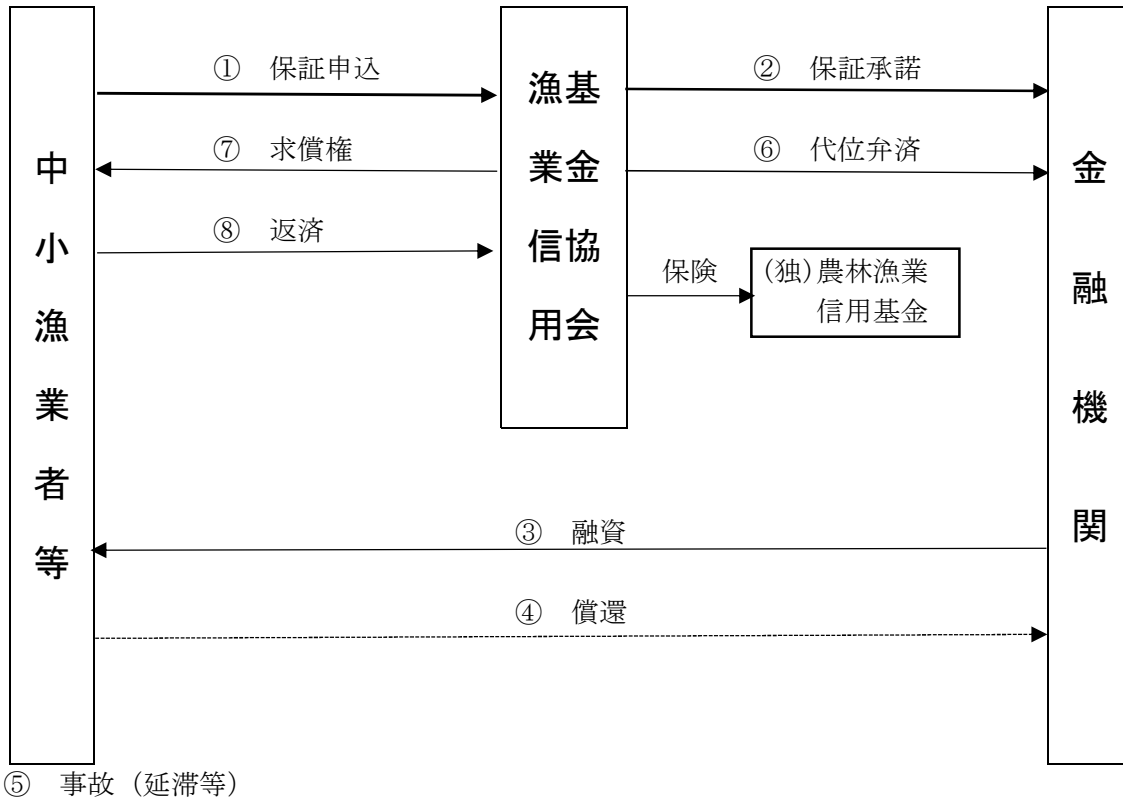 中小漁業者等
① 保証申込
⑦ 求償権
⑧ 返済
漁業信用
基金協会
② 保証承諾
⑥ 代位弁済
保険
(独)農林漁業
信用基金
金融機関
③ 融資
④ 償還
⑤ 事故(延滞等)